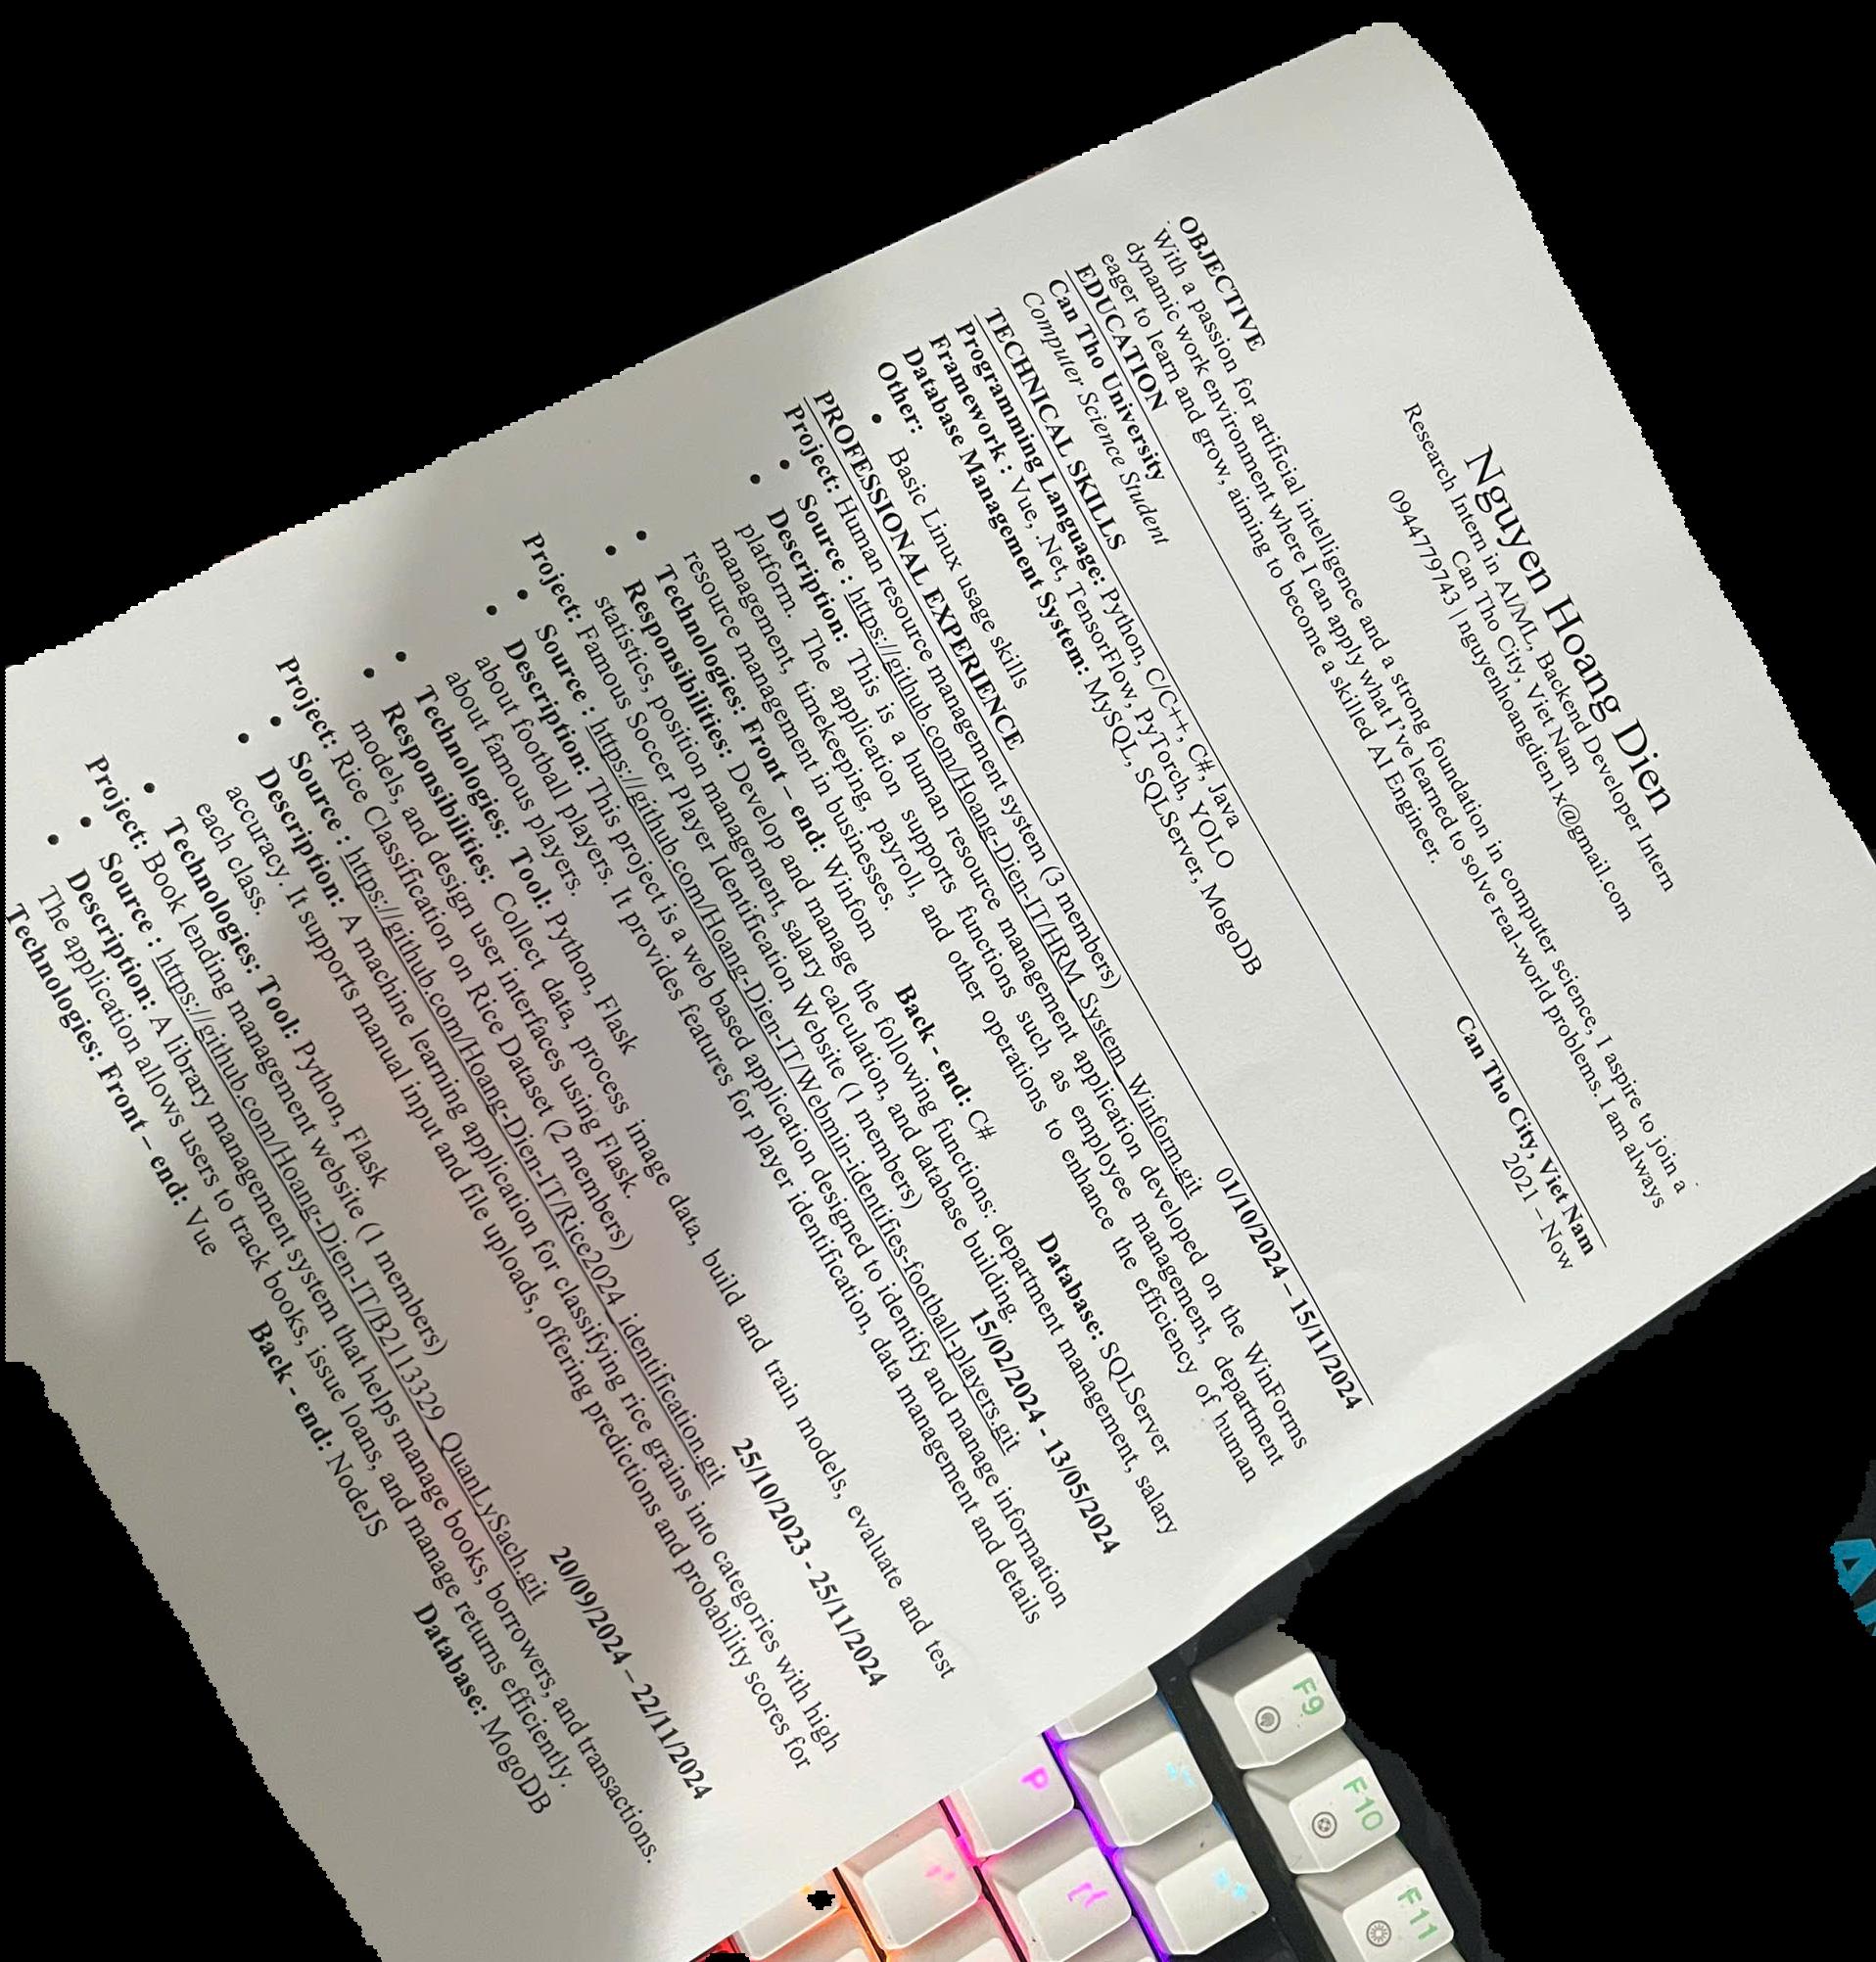 Nguyen Hoang Dien
Research Intern in AI/ML, Backend Developer Intern
Can Tho City, Viet Nam
0944779743 | nguyenhoangdien1x@gmail.com
OBJECTIVE
With a passion for artificial intelligence and a strong foundation in computer science, I aspire to join a
dynamic work environment where I can apply what I've learned to solve real-world problems. I am always
eager to learn and grow, aiming to become a skilled AI Engineer.
EDUCATION
Can Tho University Can Tho City, Viet Nam
Computer Science Student 2021 – Now
TECHNICAL SKILLS
Programming Language: Python, C/C++, C#, Java
Framework : Vue, .Net, TensorFlow, PyTorch, YOLO
Database Management System: MySQL, SQLServer, MogoDB
Other:
• Basic Linux usage skills
PROFESSIONAL EXPERIENCE
Project: Human resource management system (3 members) 01/10/2024 – 15/11/2024
• Source : https://github.com/Hoang-Dien-IT/HRM_System_Winform.git
• Description: This is a human resource management application developed on the WinForms
platform. The application supports functions such as employee management, department
management, timekeeping, payroll, and other operations to enhance the efficiency of human
resource management in businesses.
• Technologies: Front – end: Winfom Back - end: C# Database: SQLServer
• Responsibilities: Develop and manage the following functions: department management, salary
statistics, position management, salary calculation, and database building.
Project: Famous Soccer Player Identification Website (1 members) 15/02/2024 - 13/05/2024
• Source : https://github.com/Hoang-Dien-IT/Webmin-identifies-football-players.git
• Description: This project is a web based application designed to identify and manage information
about football players. It provides features for player identification, data management and details
about famous players.
• Technologies: Tool: Python, Flask
• Responsibilities: Collect data, process image data, build and train models, evaluate and test
models, and design user interfaces using Flask.
Project: Rice Classification on Rice Dataset (2 members) 25/10/2023 - 25/11/2024
• Source : https://github.com/Hoang-Dien-IT/Rice2024_identification.git
• Description: A machine learning application for classifying rice grains into categories with high
accuracy. It supports manual input and file uploads, offering predictions and probability scores for
each class.
• Technologies: Tool: Python, Flask
Project: Book lending management website (1 members) 20/09/2024 – 22/11/2024
• Source : https://github.com/Hoang-Dien-IT/B2113329_QuanLySach.git
• Description: A library management system that helps manage books, borrowers, and transactions.
The application allows users to track books, issue loans, and manage returns efficiently.
Technologies: Front – end: Vue Back - end: NodeJS Database: MogoDB
F9
F10
F11
P